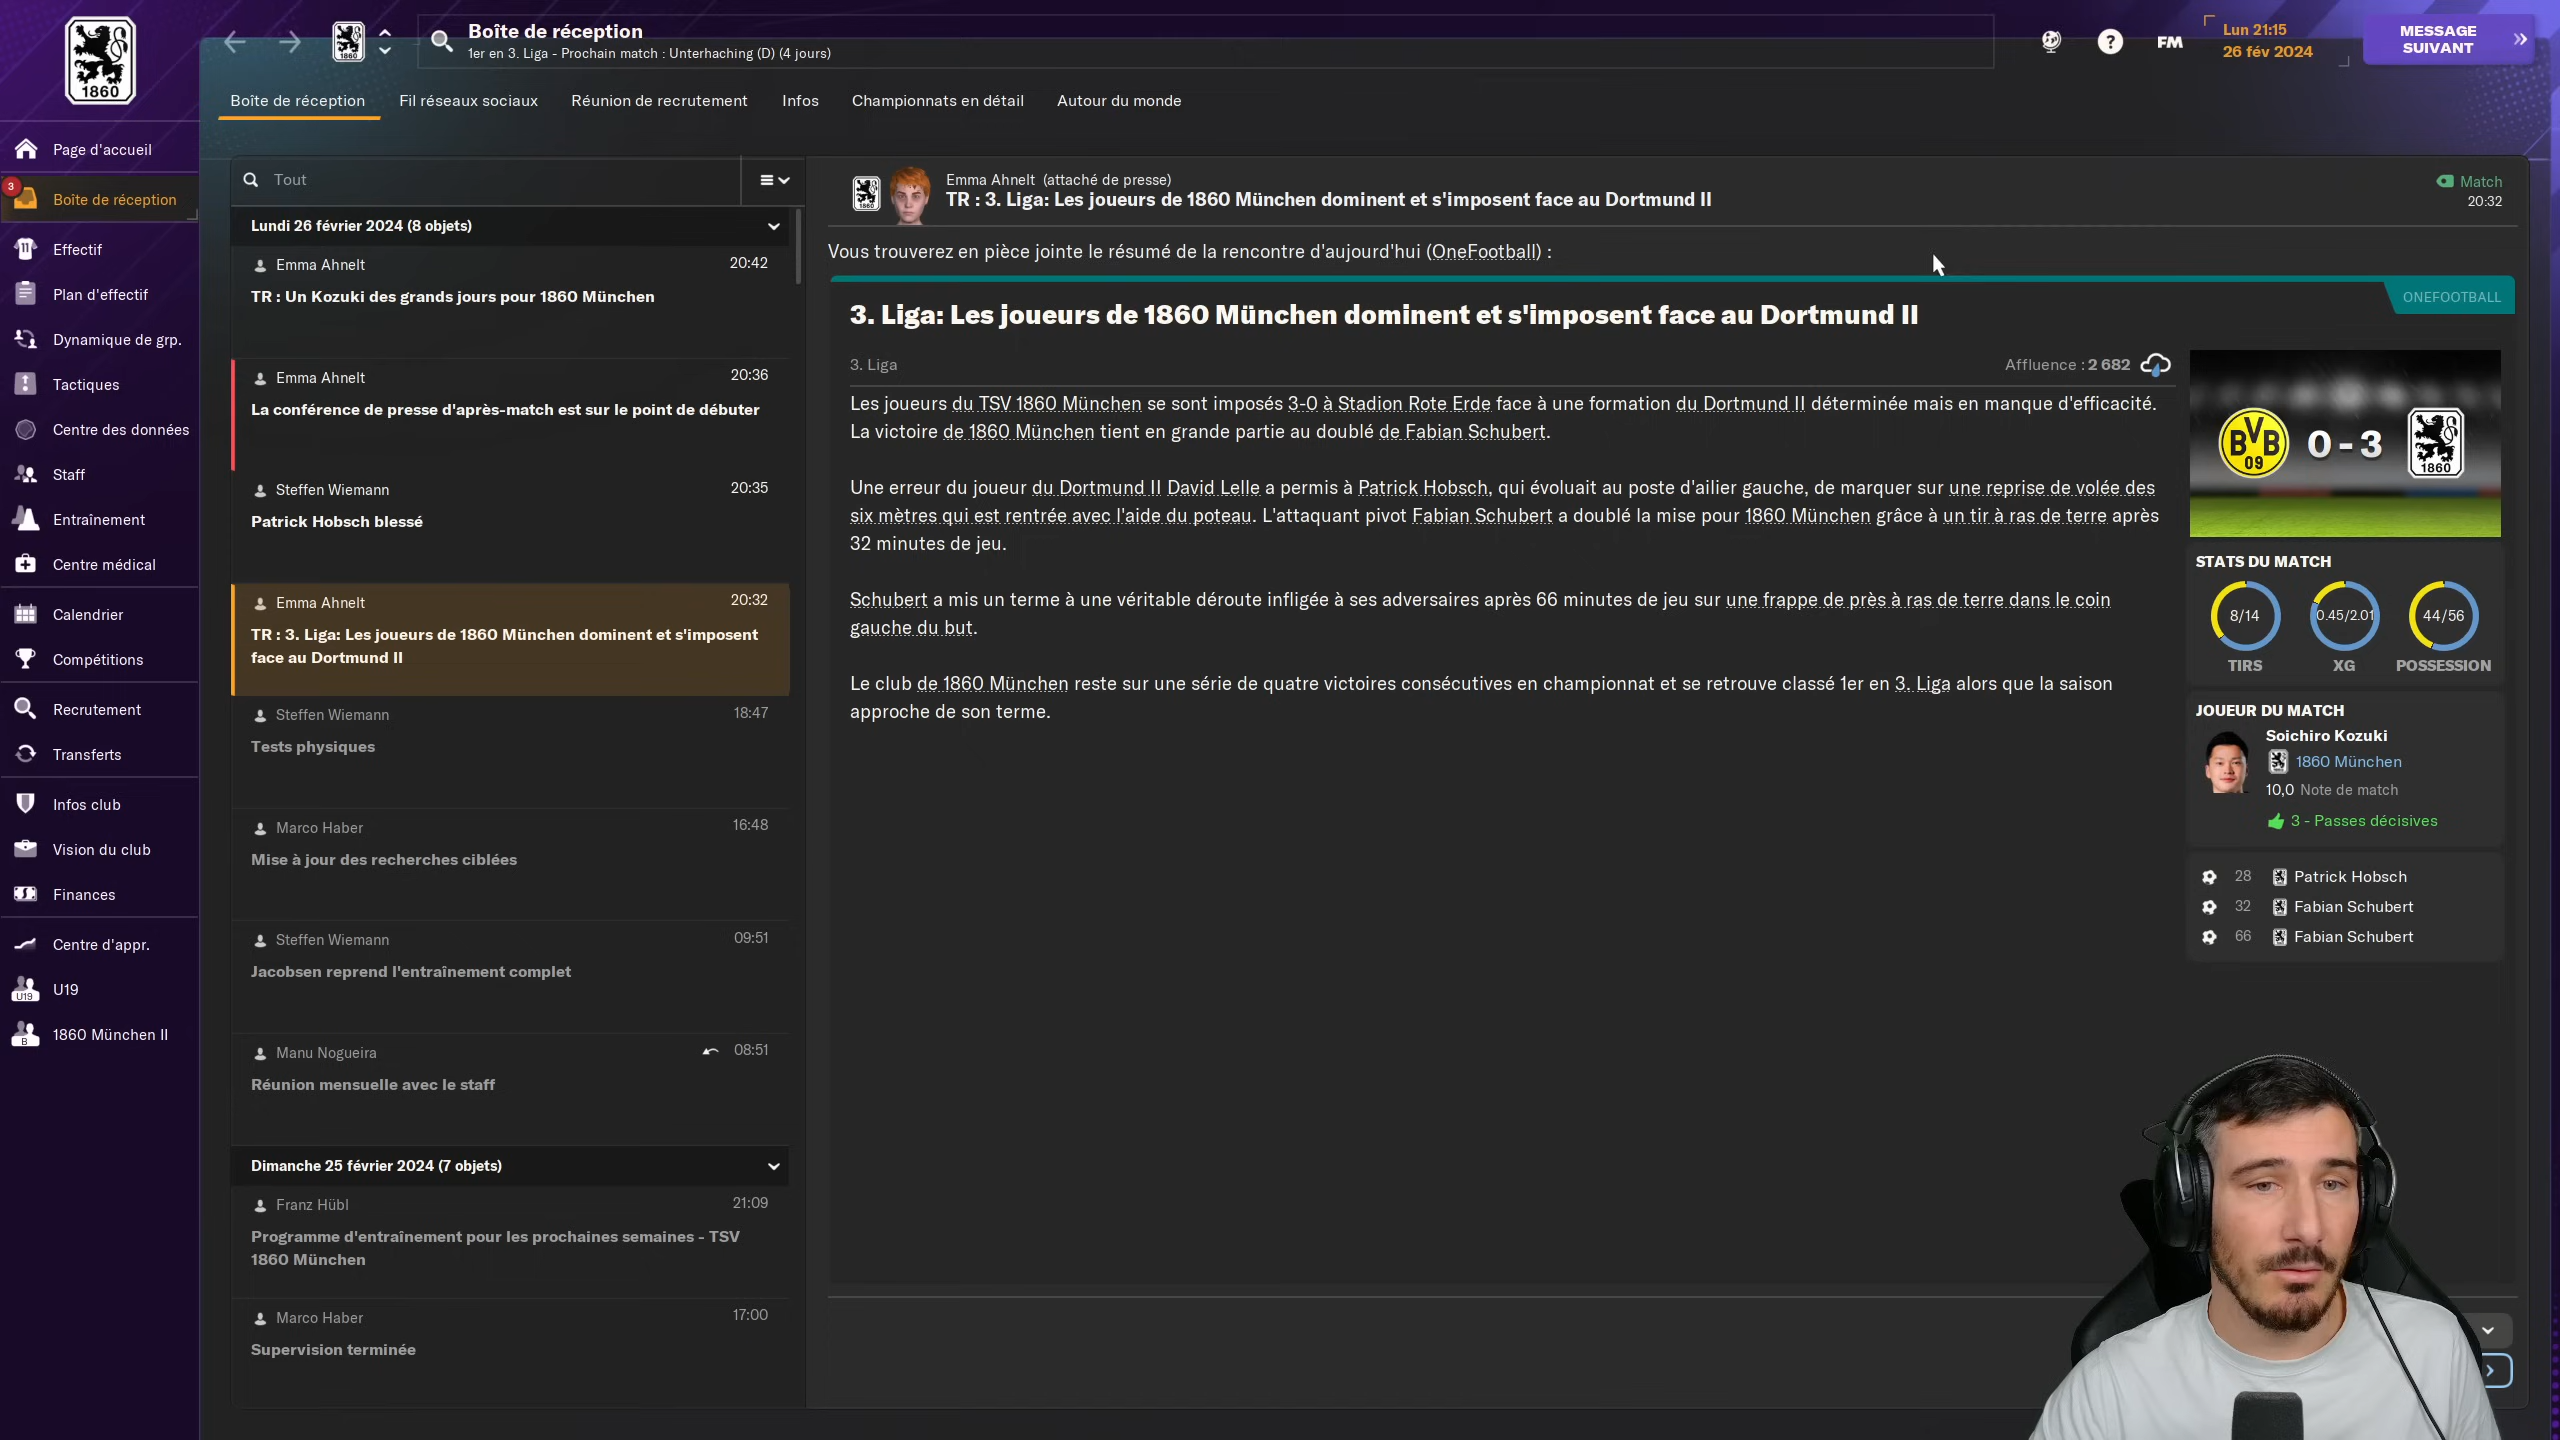 Boîte de réception
1er en 3. Liga - Prochain match : Unterhaching (D) (4 jours)
FM
Lun 21:15
26 fév 2024
MESSAGE
SUIVANT
1860
Boîte de réception
Fil réseaux sociaux
Réunion de recrutement
Infos
Championnats en détail
Autour du monde
Page d'accueil
3
Boîte de réception
Effectif
Plan d'effectif
Dynamique de grp.
Tactiques
Centre des données
Staff
Entraînement
Centre médical
Calendrier
Compétitions
Recrutement
Transferts
Infos club
Vision du club
Finances
Centre d'appr.
U19
U19
B
1860 München II
Tout
Lundi 26 février 2024 (8 objets)
Emma Ahnelt
20:42
TR : Un Kozuki des grands jours pour 1860 München
Emma Ahnelt
20:36
La conférence de presse d'après-match est sur le point de débuter
Steffen Wiemann
20:35
Patrick Hobsch blessé
Emma Ahnelt
20:32
TR : 3. Liga: Les joueurs de 1860 München dominent et s'imposent
face au Dortmund II
Steffen Wiemann
18:47
Tests physiques
Marco Haber
16:48
Mise à jour des recherches ciblées
Steffen Wiemann
09:51
Jacobsen reprend l'entraînement complet
Manu Nogueira
08:51
Réunion mensuelle avec le staff
Dimanche 25 février 2024 (7 objets)
Franz Hübl
21:09
Programme d'entraînement pour les prochaines semaines - TSV
1860 München
Marco Haber
17:00
Supervision terminée
Emma Ahnelt (attaché de presse)
TR : 3. Liga: Les joueurs de 1860 München dominent et s'imposent face au Dortmund II
Match
20:32
Vous trouverez en pièce jointe le résumé de la rencontre d'aujourd'hui (OneFootball) :
ONEFOOTBALL
3. Liga: Les joueurs de 1860 München dominent et s'imposent face au Dortmund II
3. Liga
Affluence : 2 682
Les joueurs du TSV 1860 München se sont imposés 3-0 à Stadion Rote Erde face à une formation du Dortmund II déterminée mais en manque d'efficacité.
La victoire de 1860 München tient en grande partie au doublé de Fabian Schubert.
Une erreur du joueur du Dortmund II David Lelle a permis à Patrick Hobsch, qui évoluait au poste d'ailier gauche, de marquer sur une reprise de volée des
six mètres qui est rentrée avec l'aide du poteau. L'attaquant pivot Fabian Schubert a doublé la mise pour 1860 München grâce à un tir à ras de terre après
32 minutes de jeu.
Schubert a mis un terme à une véritable déroute infligée à ses adversaires après 66 minutes de jeu sur une frappe de près à ras de terre dans le coin
gauche du but.
Le club de 1860 München reste sur une série de quatre victoires consécutives en championnat et se retrouve classé 1er en 3. Liga alors que la saison
approche de son terme.
BVB
09
0 - 3
1860
STATS DU MATCH
8/14
0.45/2.01
44/56
TIRS
XG
POSSESSION
JOUEUR DU MATCH
Soichiro Kozuki
1860 München
10,0 Note de match
3 - Passes décisives
28
Patrick Hobsch
32
Fabian Schubert
66
Fabian Schubert